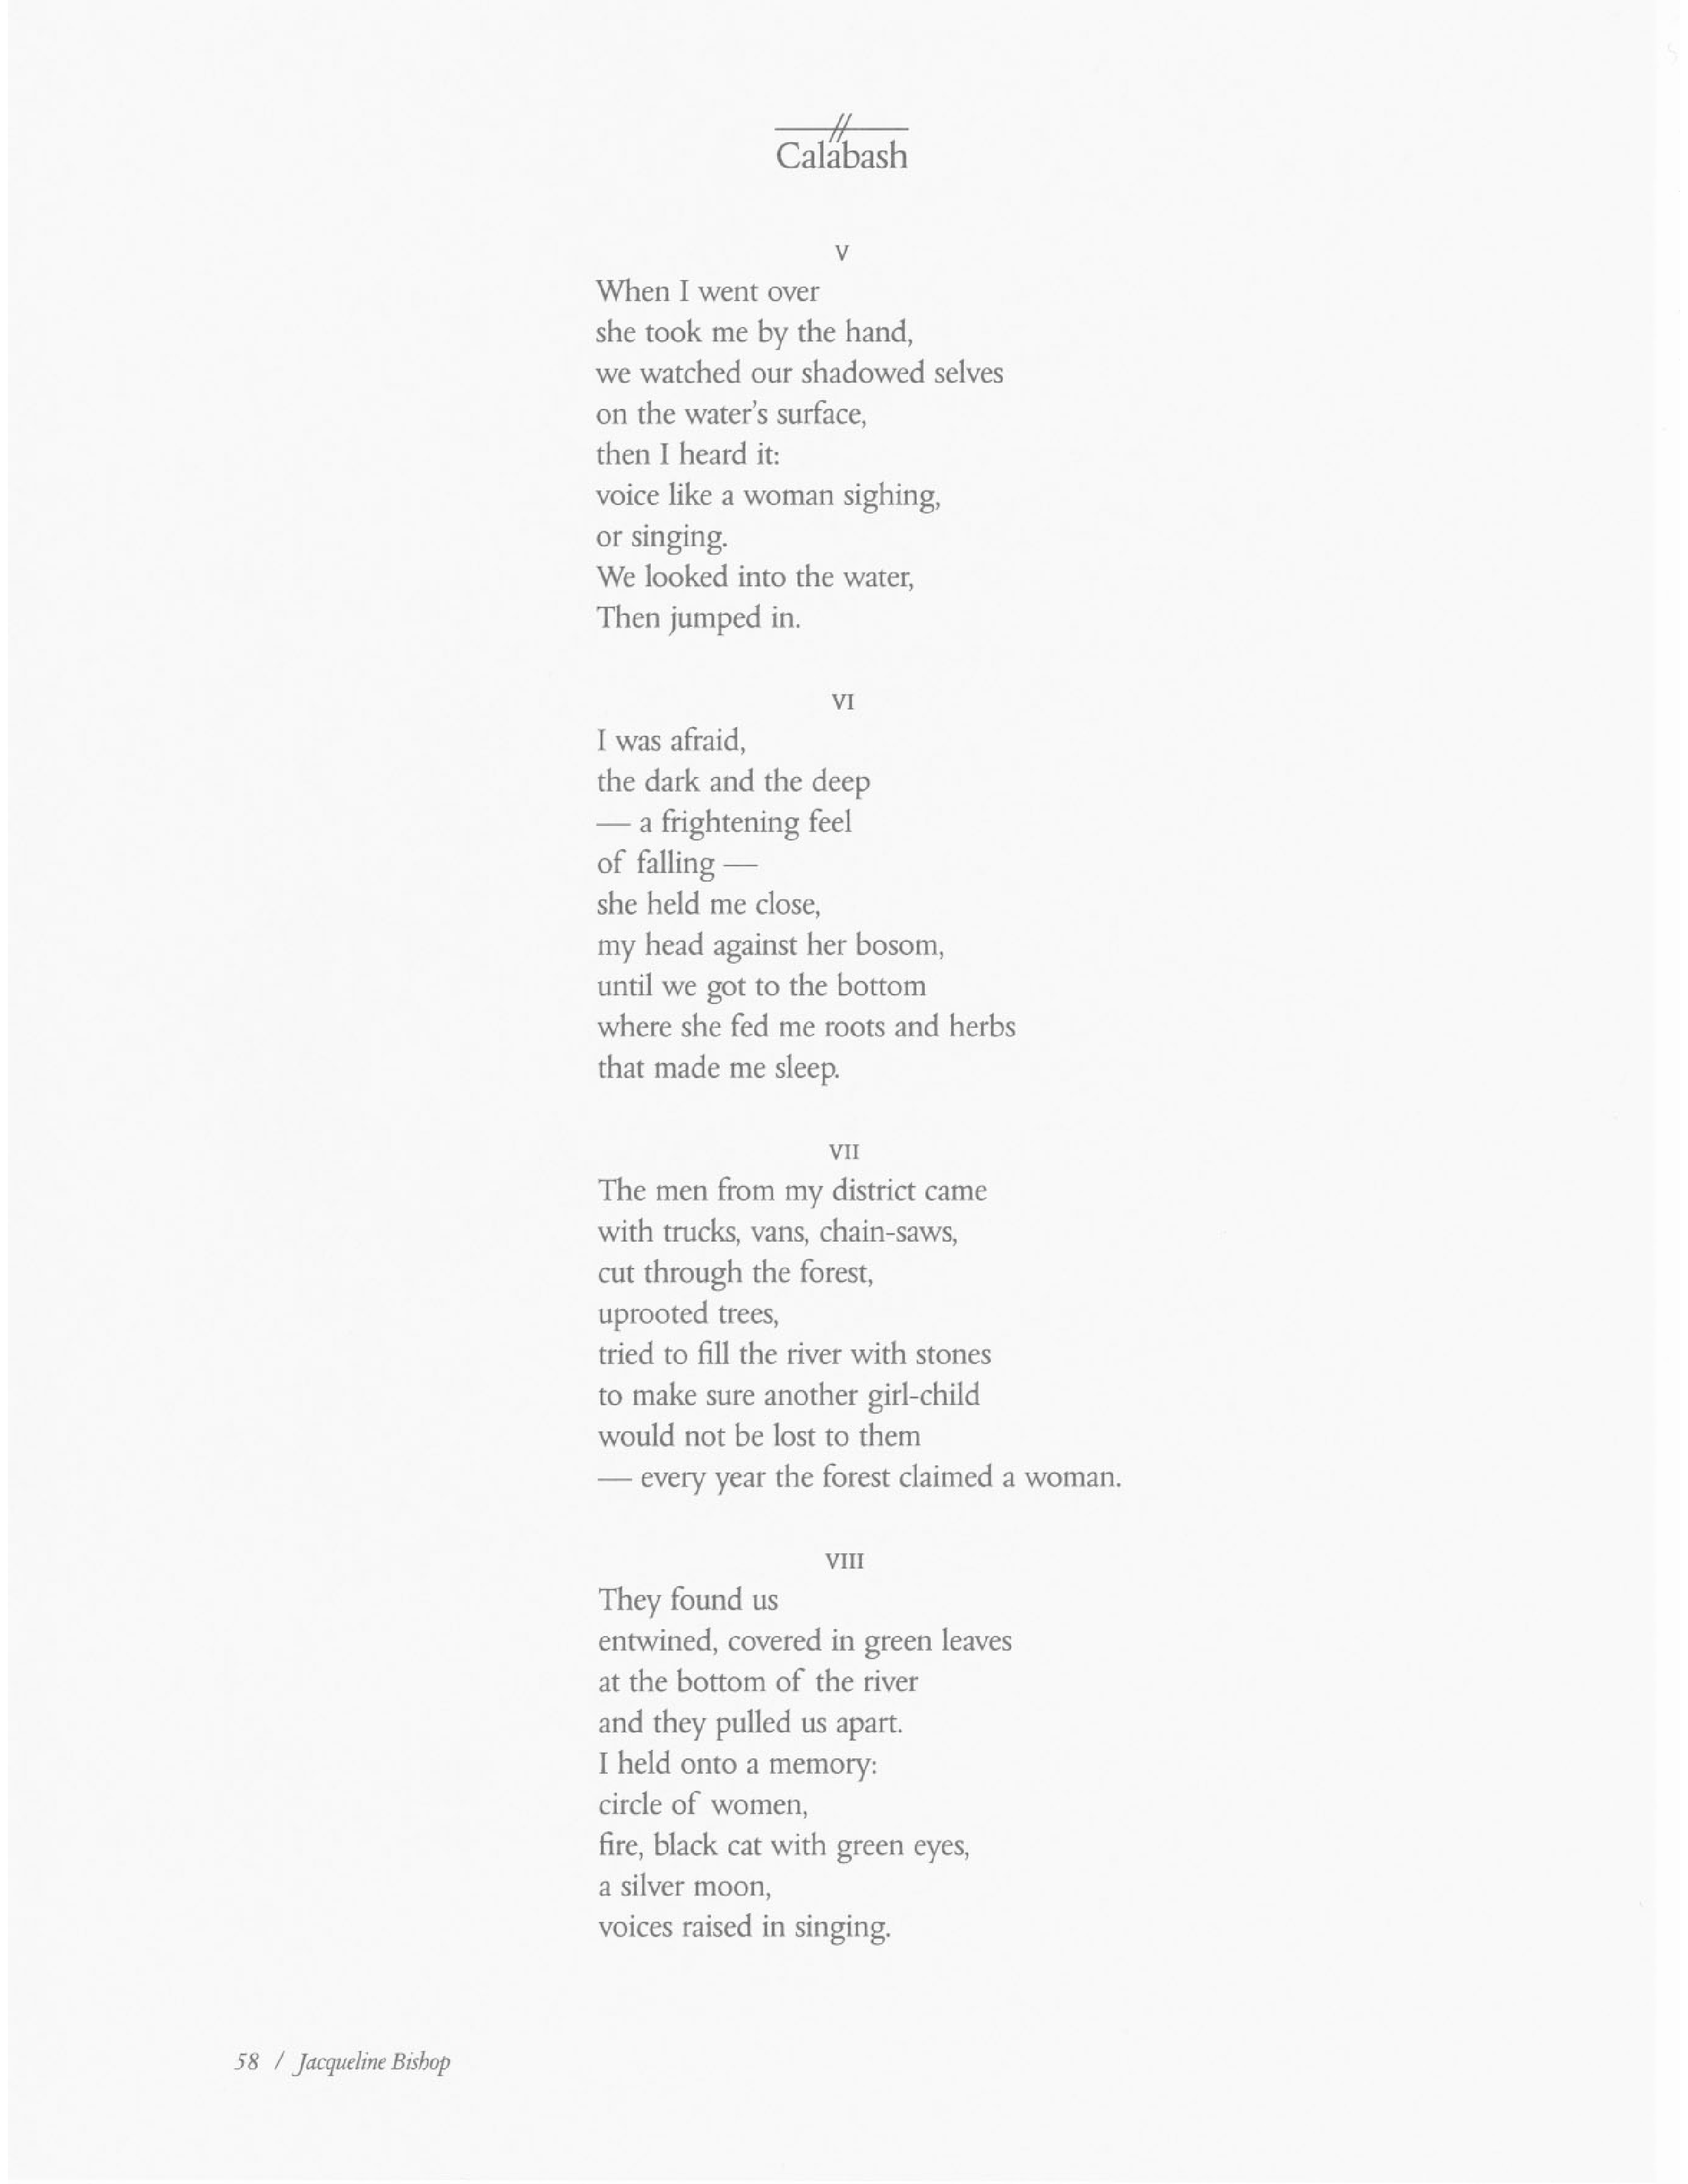 Calabash
V
When I went over
she took me by the hand,
we watched our shadowed selves
on the water's surface,
then I heard it:
voice like a woman sighing,
or singing.
We looked into the water,
Then jumped in.
VI
I was afraid,
the dark and the deep
— a frightening feel
of falling —
she held me close,
my head against her bosom,
until we got to the bottom
where she fed me roots and herbs
that made me sleep.
VII
The men from my district came
with trucks, vans, chain-saws,
cut through the forest,
uprooted trees,
tried to fill the river with stones
to make sure another girl-child
would not be lost to them
— every year the forest claimed a woman.
VIII
They found us
entwined, covered in green leaves
at the bottom of the river
and they pulled us apart.
I held onto a memory:
circle of women,
fire, black cat with green eyes,
a silver moon,
voices raised in singing.
58 / Jacqueline Bishop